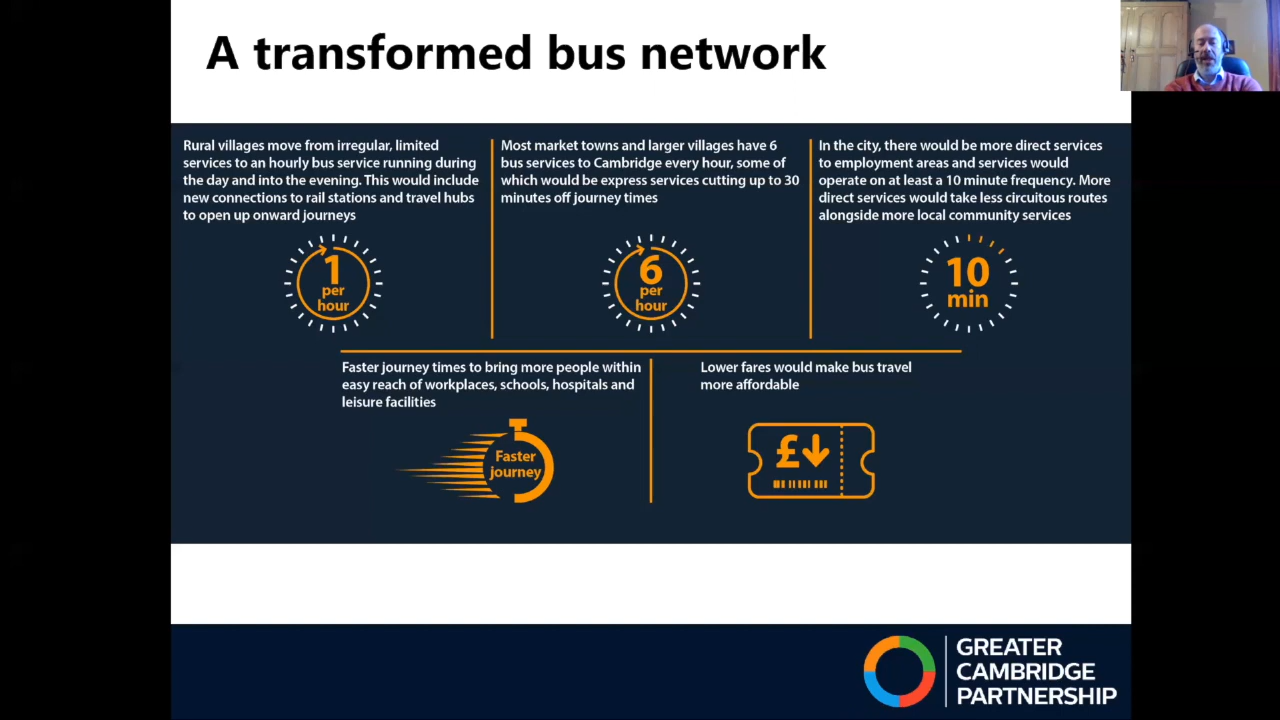 A transformed bus network
Rural villages move from irregular, limited
services to an hourly bus service running during
the day and into the evening. This would include
new connections to rail stations and travel hubs
to open up onward journeys
1
per
hour
Most market towns and larger villages have 6
bus services to Cambridge every hour, some of
which would be express services cutting up to 30
minutes off journey times
6
per
hour
In the city, there would be more direct services
to employment areas and services would
operate on at least a 10 minute frequency. More
direct services would take less circuitous routes
alongside more local community services
10
min
Faster journey times to bring more people within
easy reach of workplaces, schools, hospitals and
leisure facilities
Faster
journey
Lower fares would make bus travel
more affordable
£
GREATER
CAMBRIDGE
PARTNERSHIP